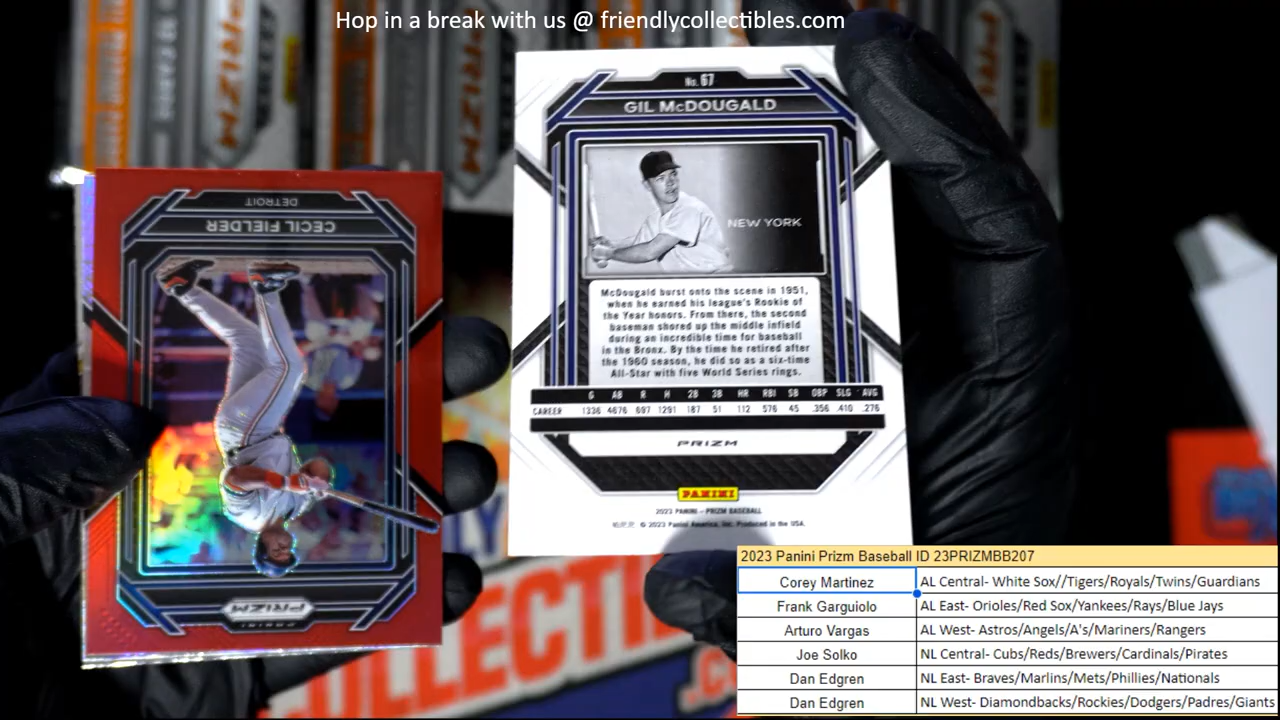 Hop in a break with us @ friendlycollectibles.com
PRIZM
PRIZM
No. 67
GIL McDOUGALD
NEW YORK
McDougald burst onto the scene in 1951,
when he earned his league's Rookie of
the Year honors. From there, the second
baseman shored up the middle infield
during an incredible time for baseball
in the Bronx. By the time he retired after
the 1960 season, he did so as a six-time
All-Star with five World Series rings.
G AB R H 2B 3B HR RBI SB OBP SLG AVG
CAREER 1336 4676 697 1291 187 51 112 576 45 .356 .410 .276
PRIZM
PANINI
2023 PANINI - PRIZM BASEBALL
© 2023 Panini America, Inc. Produced in the USA.
DETROIT
CECIL FIELDER
PRIZM
PANINI
2023 Panini Prizm Baseball ID 23PRIZMBB207
Corey Martinez AL Central- White Sox//Tigers/Royals/Twins/Guardians
Frank Garguiolo AL East- Orioles/Red Sox/Yankees/Rays/Blue Jays
Arturo Vargas AL West- Astros/Angels/A's/Mariners/Rangers
Joe Solko NL Central- Cubs/Reds/Brewers/Cardinals/Pirates
Dan Edgren NL East- Braves/Marlins/Mets/Phillies/Nationals
Dan Edgren NL West- Diamondbacks/Rockies/Dodgers/Padres/Giants